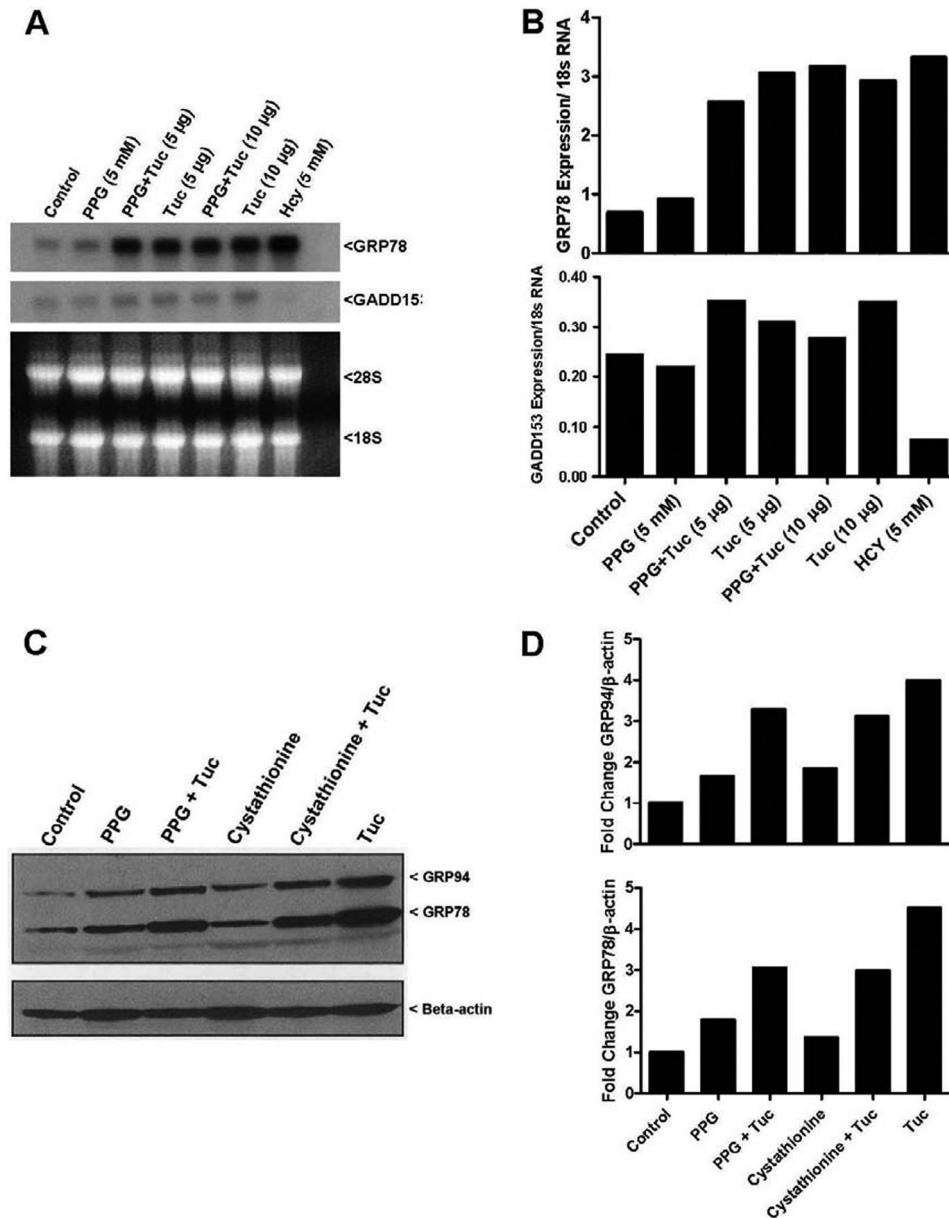 A
Control
PPG (5 mM)
PPG+Tuc (5 µg)
Tuc (5 µg)
PPG+Tuc (10 µg)
Tuc (10 µg)
Hcy (5 mM)
<GRP78
<GADD153
<28S
<18S
B
GRP78 Expression/ 18s RNA
4
3
2
1
0
GADD153 Expression/18s RNA
0.40
0.30
0.20
0.10
0.00
Control
PPG (5 mM)
PPG+Tuc (5 µg)
Tuc (5 µg)
PPG+Tuc (10 µg)
Tuc (10 µg)
HCY (5 mM)
C
Control
PPG
PPG + Tuc
Cystathionine
Cystathionine + Tuc
Tuc
< GRP94
< GRP78
< Beta-actin
D
Fold Change GRP94/β-actin
5
4
3
2
1
0
Fold Change GRP78/β-actin
5
4
3
2
1
0
Control
PPG
PPG + Tuc
Cystathionine
Cystathionine + Tuc
Tuc